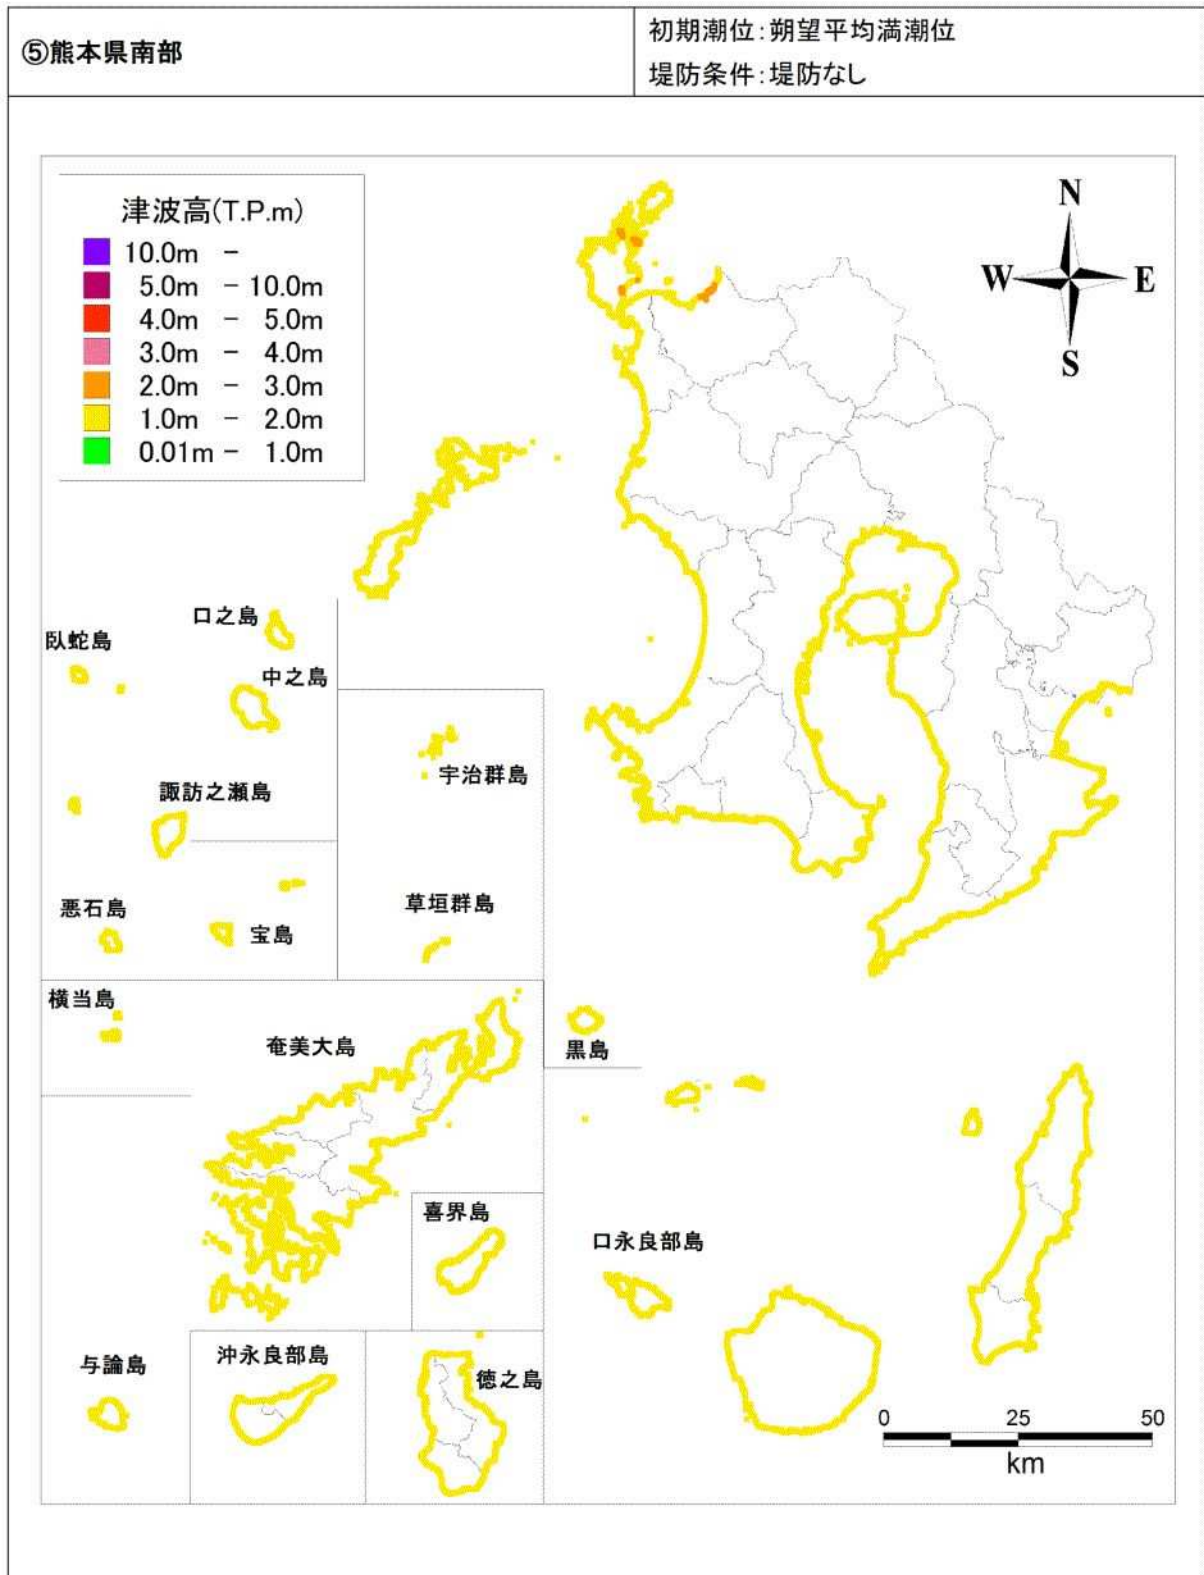 ⑤熊本県南部
初期潮位:朔望平均満潮位
堤防条件:堤防なし
津波高(T.P.m)
10.0m －
5.0m － 10.0m
4.0m － 5.0m
3.0m － 4.0m
2.0m － 3.0m
1.0m － 2.0m
0.01m － 1.0m
N
W
E
S
口之島
臥蛇島
中之島
諏訪之瀬島
宇治群島
悪石島
宝島
草垣群島
横当島
奄美大島
黒島
喜界島
口永良部島
与論島
沖永良部島
徳之島
0 25 50
km